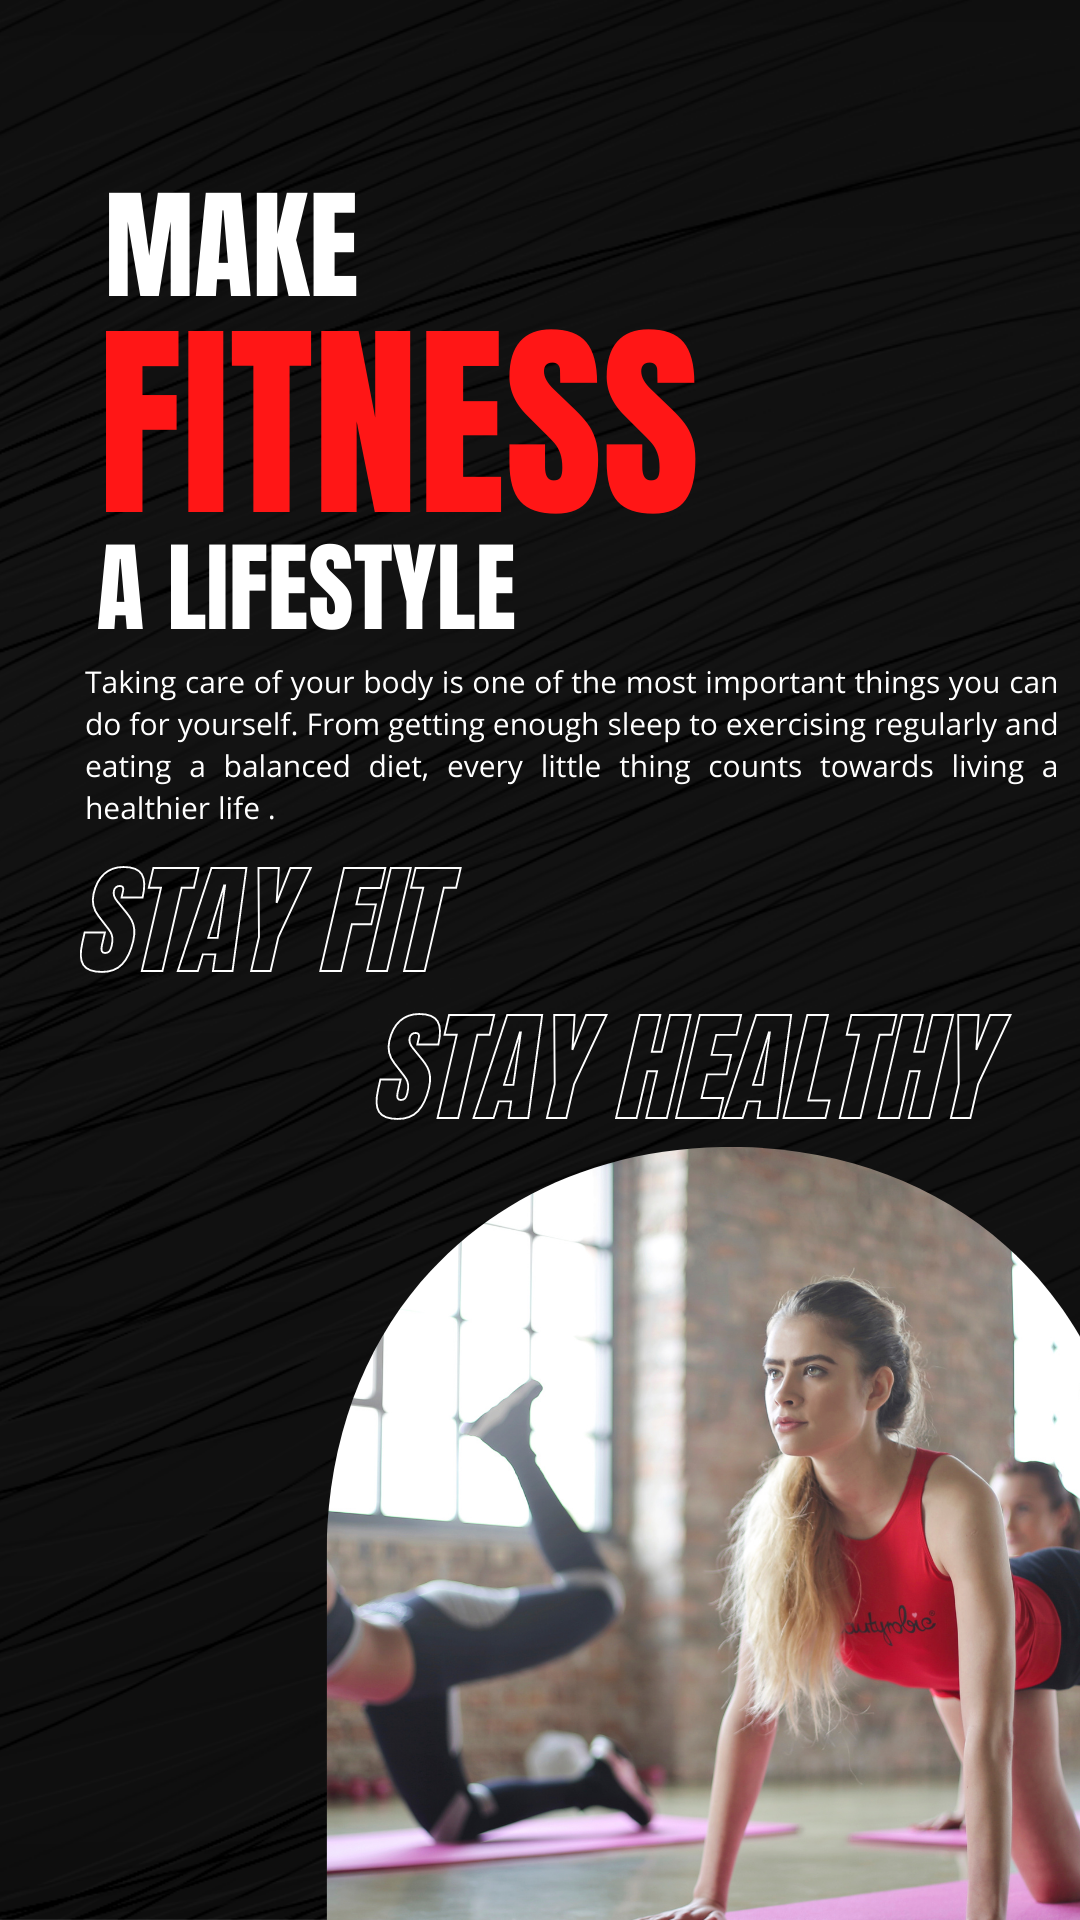 MAKE
FITNESS
A LIFESTYLE
Taking care of your body is one of the most important things you can
do for yourself. From getting enough sleep to exercising regularly and
eating a balanced diet, every little thing counts towards living a
healthier life .
STAY FIT
STAY HEALTHY